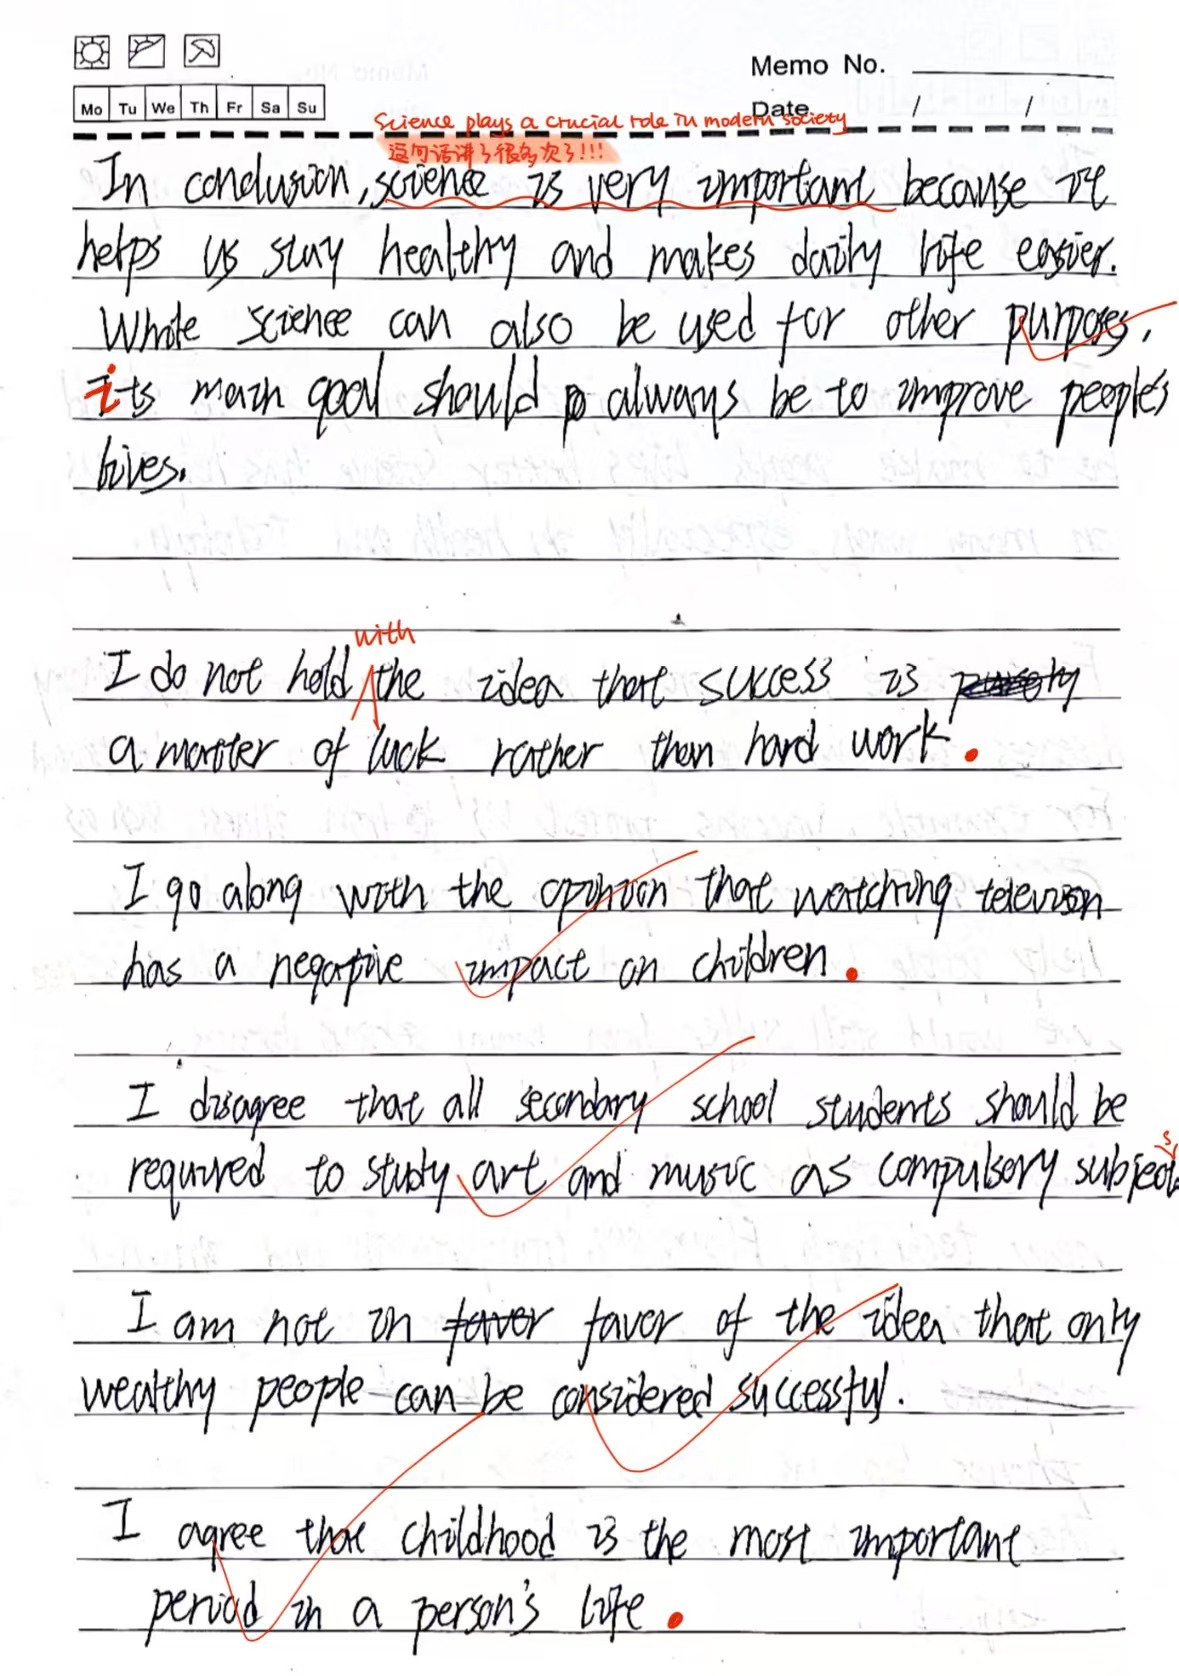 Memo No.
Mo Tu We Th Fr Sa Su
Date / /
Science plays a crucial role in modern society
这句话讲了很多次了!!!
In conclusion, science is very important because it
helps us stay healthy and makes daily life easier.
While science can also be used for other purposes,
its main goal should always be to improve people's
lives.
with
I do not hold the idea that success is
a matter of luck rather than hard work.
I go along with the opinion that watching television
has a negative impact on children.
I disagree that all secondary school students should be
s
required to study art and music as compulsory subject
I am not in faver faver of the idea that only
wealthy people can be considered successful.
I agree that childhood is the most important
period in a person's life.